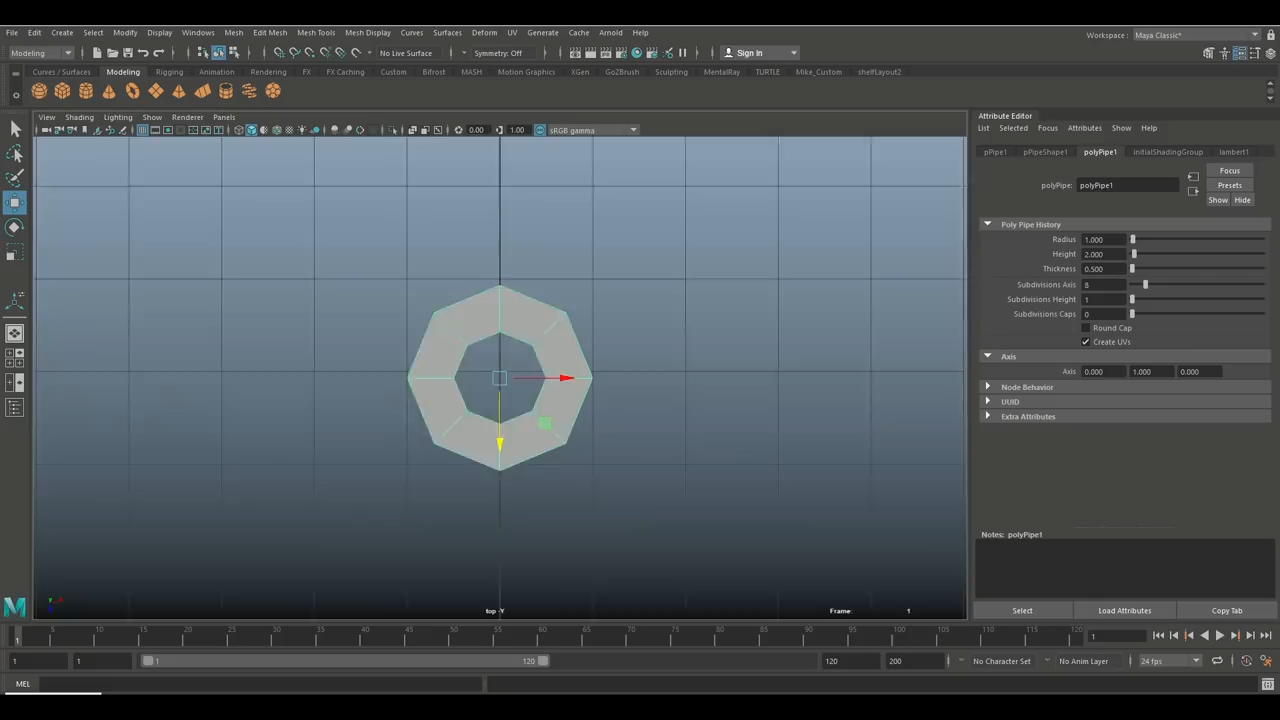 File Edit Create Select Modify Display Windows Mesh Edit Mesh Mesh Tools Mesh Display Curves Surfaces Deform UV Generate Cache Arnold Help
Workspace : Maya Classic*
Modeling No Live Surface Symmetry: Off Sign In
Curves / Surfaces Modeling Rigging Animation Rendering FX FX Caching Custom Bifrost MASH Motion Graphics XGen GoZBrush Sculpting MentalRay TURTLE Mike_Custom shelfLayout2
View Shading Lighting Show Renderer Panels
0.00 1.00 sRGB gamma
Attribute Editor
List Selected Focus Attributes Show Help
pPipe1 pPipeShape1 polyPipe1 initialShadingGroup lambert1
Focus
polyPipe: polyPipe1 Presets
Show Hide
Poly Pipe History
Radius 1.000
Height 2.000
Thickness 0.500
Subdivisions Axis 8
Subdivisions Height 1
Subdivisions Caps 0
Round Cap
Create UVs
Axis
Axis 0.000 1.000 0.000
Node Behavior
UUID
Extra Attributes
Notes: polyPipe1
top -Y Frame: 1
Select Load Attributes Copy Tab
5 10 15 20 25 30 35 40 45 50 55 60 65 70 75 80 85 90 95 100 105 110 115 120
1 1
1 1 1 120 120 200 No Character Set No Anim Layer 24 fps
MEL